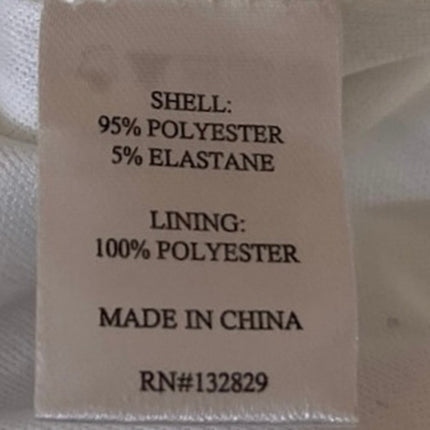 SHELL:
95% POLYESTER
5% ELASTANE
LINING:
100% POLYESTER
MADE IN CHINA
RN#132829